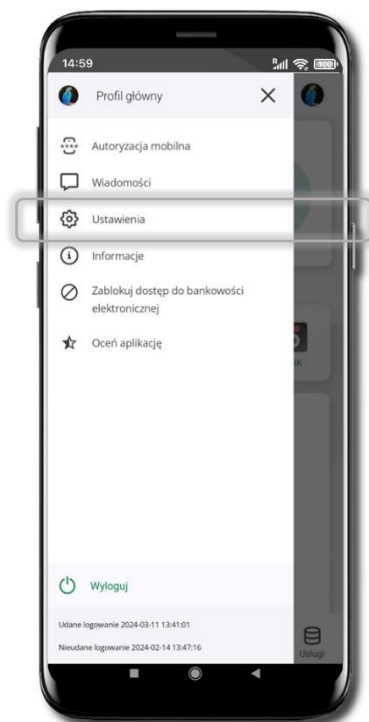 14:59
Profil główny
Autoryzacja mobilna
Wiadomości
Ustawienia
Informacje
Zablokuj dostęp do bankowości
elektronicznej
Oceń aplikację
Wyloguj
Udane logowanie 2024-03-11 13:41:01
Nieudane logowanie 2024-02-14 13:47:16
Usługi